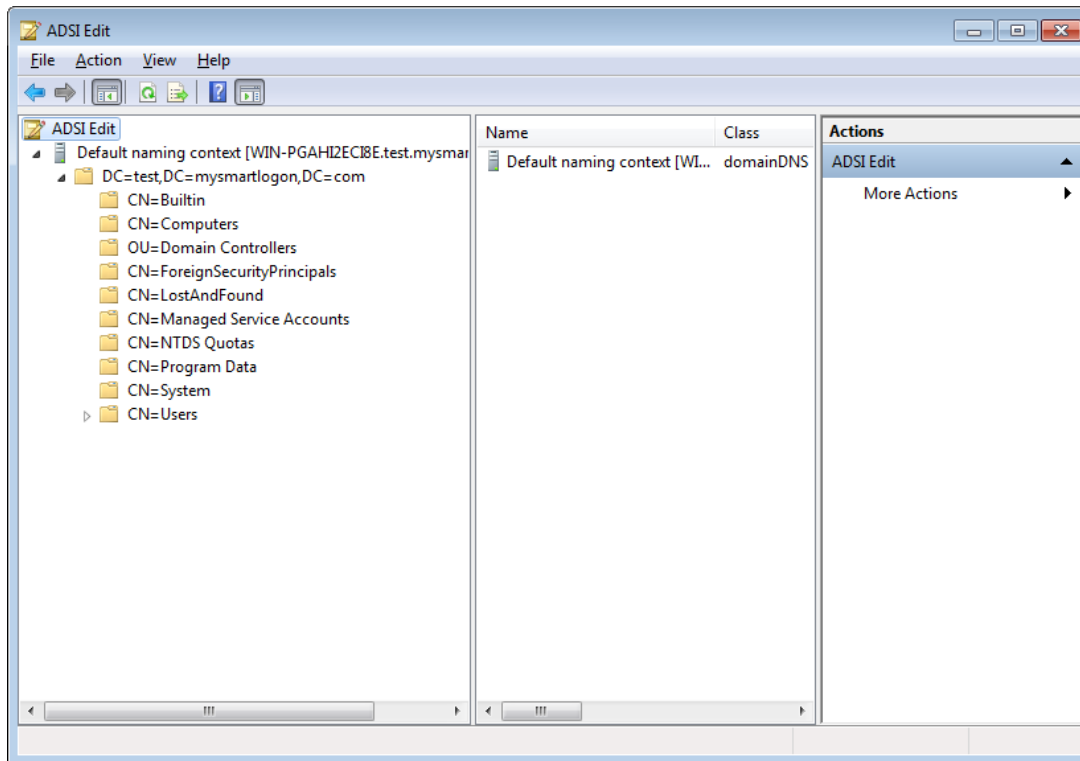 ADSI Edit
File Action View Help
ADSI Edit
Default naming context [WIN-PGAHI2ECI8E.test.mysmar
DC=test,DC=mysmartlogon,DC=com
CN=Builtin
CN=Computers
OU=Domain Controllers
CN=ForeignSecurityPrincipals
CN=LostAndFound
CN=Managed Service Accounts
CN=NTDS Quotas
CN=Program Data
CN=System
CN=Users
Name Class
Default naming context [WI... domainDNS
Actions
ADSI Edit
More Actions